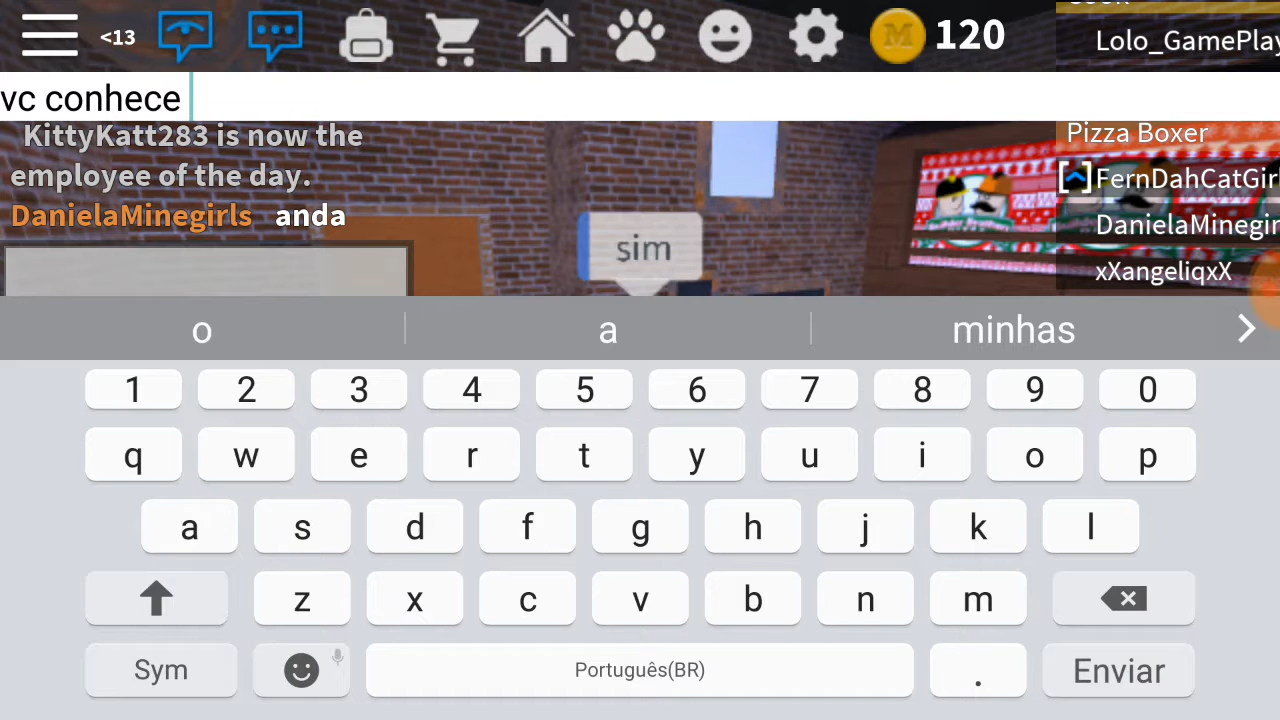 <13
M
120
Lolo_GamePlay
vc conhece
KittyKatt283 is now the
employee of the day.
DanielaMinegirls anda
sim
Pizza Boxer
FernDahCatGirl
DanielaMinegir
xXangeliqxX
o a minhas
1 2 3 4 5 6 7 8 9 0
q w e r t y u i o p
a s d f g h j k l
z x c v b n m
Sym Português(BR) . Enviar